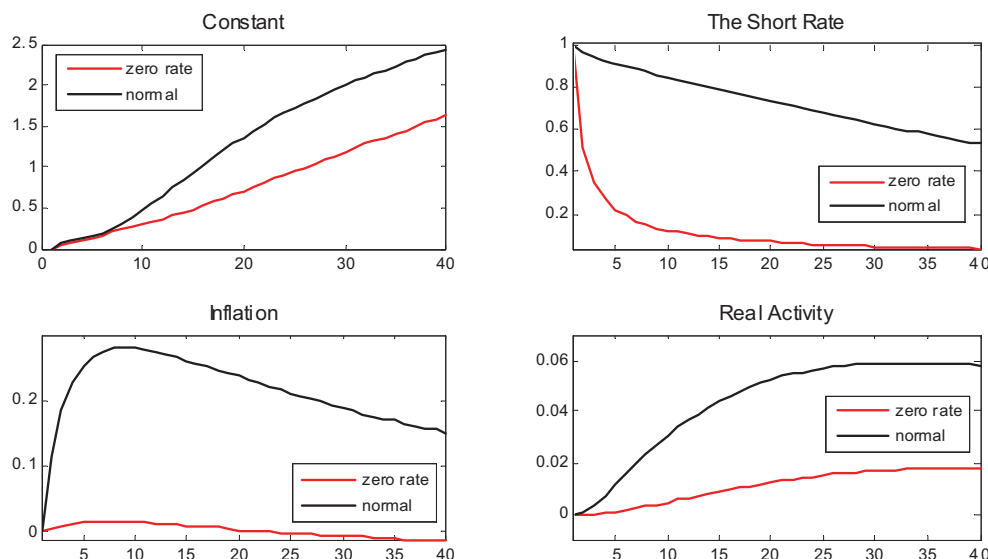 Constant
2.5
2
1.5
1
0.5
0
0 10 20 30 40
zero rate
normal
The Short Rate
1
0.8
0.6
0.4
0.2
5 10 15 20 25 30 35 40
zero rate
normal
Inflation
0.2
0.1
0
5 10 15 20 25 30 35 40
zero rate
normal
Real Activity
0.06
0.04
0.02
0
5 10 15 20 25 30 35 40
zero rate
normal